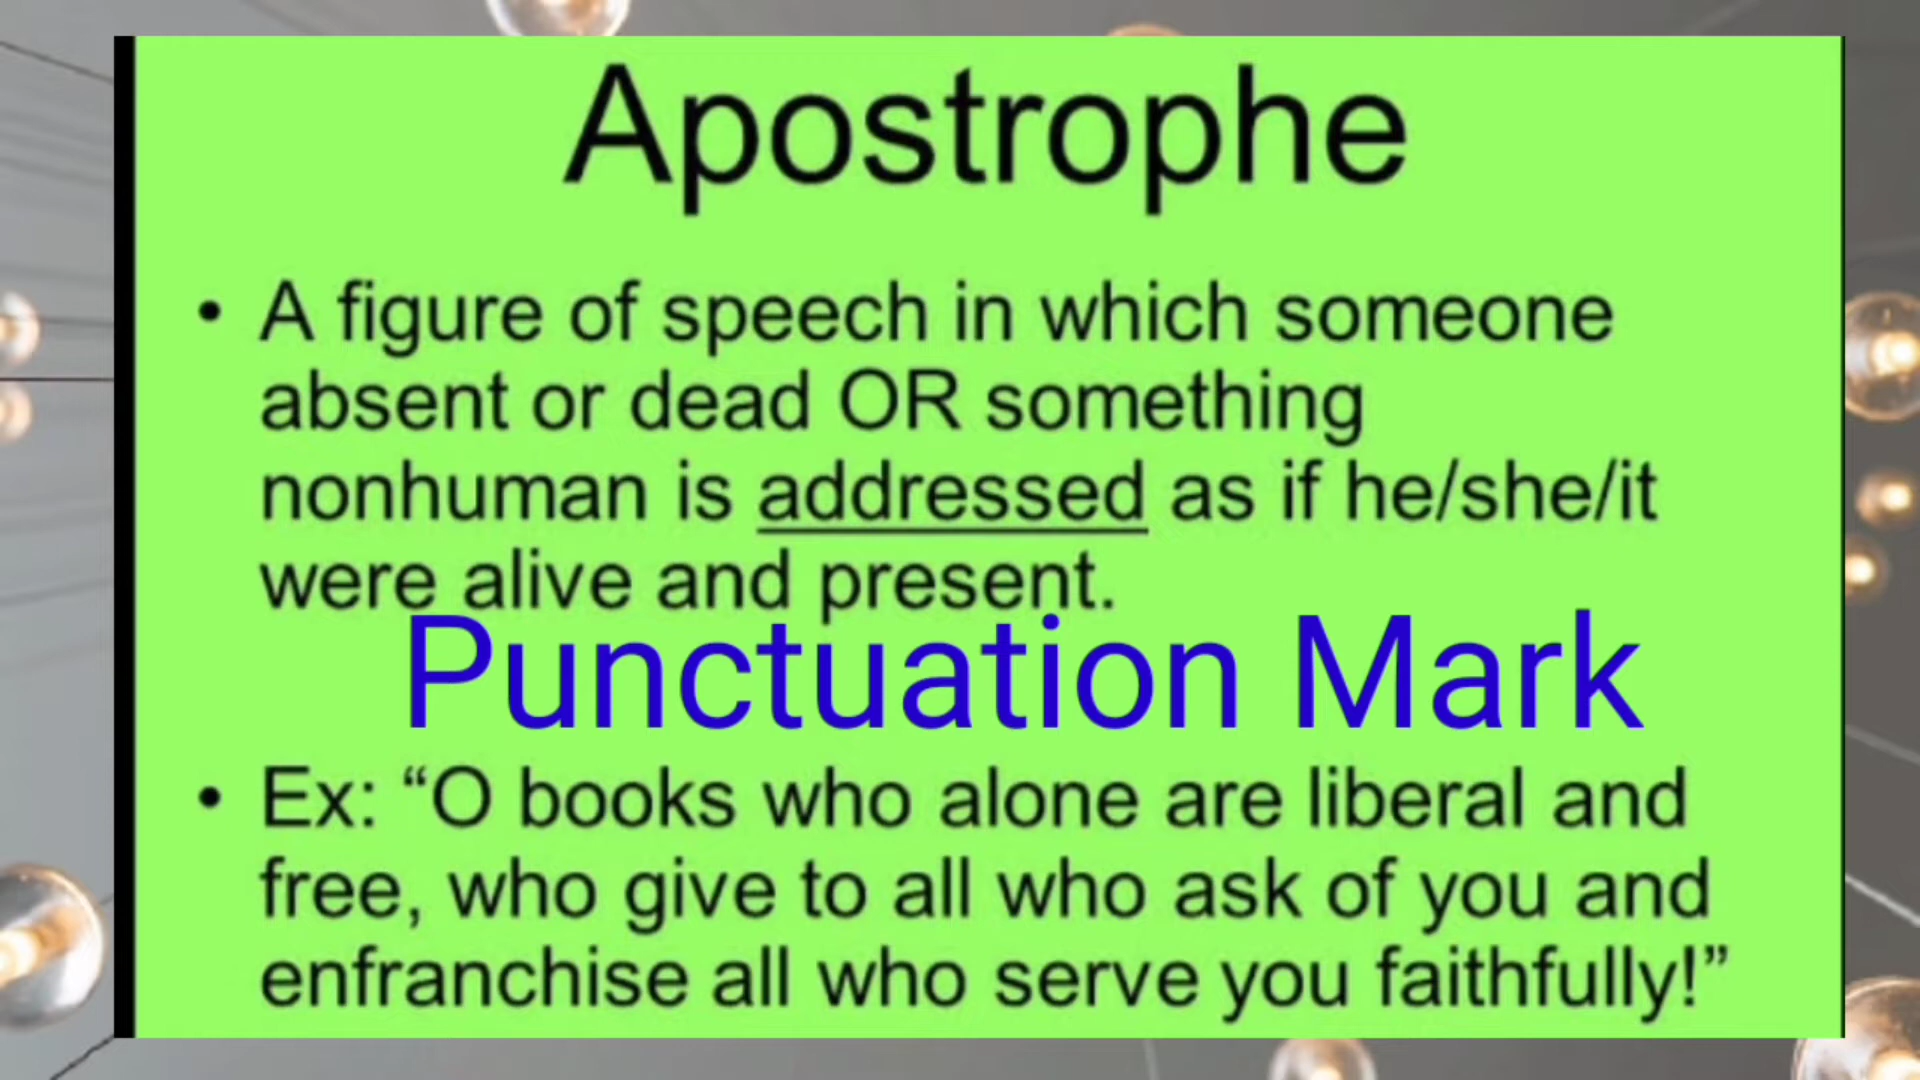 Apostrophe
• A figure of speech in which someone
absent or dead OR something
nonhuman is addressed as if he/she/it
were alive and present.
Punctuation Mark
• Ex: “O books who alone are liberal and
free, who give to all who ask of you and
enfranchise all who serve you faithfully!”